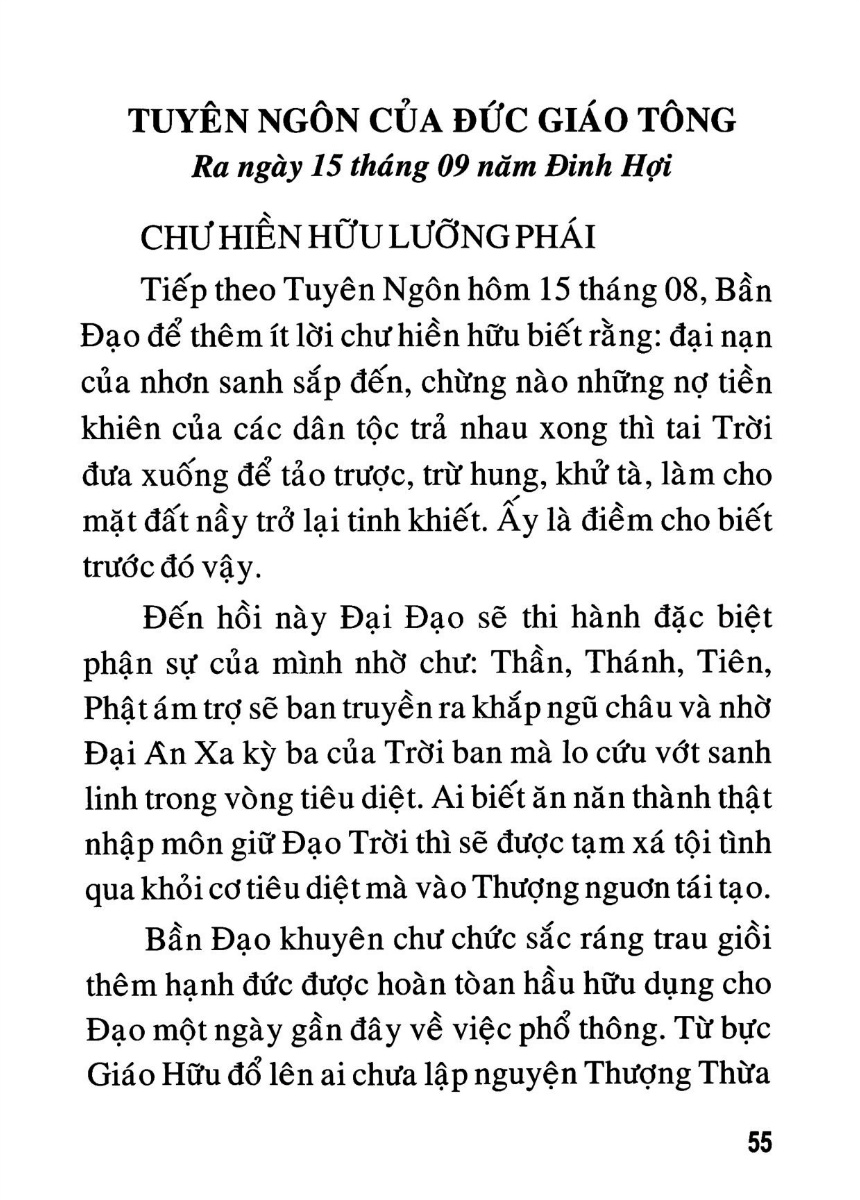 TUYÊN NGÔN CỦA ĐỨC GIÁO TÔNG
Ra ngày 15 tháng 09 năm Đinh Hợi
CHƯ HIỀN HỮU LƯỠNG PHÁI
Tiếp theo Tuyên Ngôn hôm 15 tháng 08, Bần
Đạo để thêm ít lời chư hiền hữu biết rằng: đại nạn
của nhơn sanh sắp đến, chừng nào những nợ tiền
khiên của các dân tộc trả nhau xong thì tai Trời
đưa xuống để tảo trược, trừ hung, khử tà, làm cho
mặt đất nầy trở lại tinh khiết. Ấy là điềm cho biết
trước đó vậy.
Đến hồi này Đại Đạo sẽ thi hành đặc biệt
phận sự của mình nhờ chư: Thần, Thánh, Tiên,
Phật ám trợ sẽ ban truyền ra khắp ngũ châu và nhờ
Đại Ân Xa kỳ ba của Trời ban mà lo cứu vớt sanh
linh trong vòng tiêu diệt. Ai biết ăn năn thành thật
nhập môn giữ Đạo Trời thì sẽ được tạm xá tội tình
qua khỏi cơ tiêu diệt mà vào Thượng nguơn tái tạo.
Bần Đạo khuyên chư chức sắc ráng trau giồi
thêm hạnh đức được hoàn tòan hầu hữu dụng cho
Đạo một ngày gần đây về việc phổ thông. Từ bực
Giáo Hữu đổ lên ai chưa lập nguyện Thượng Thừa
55